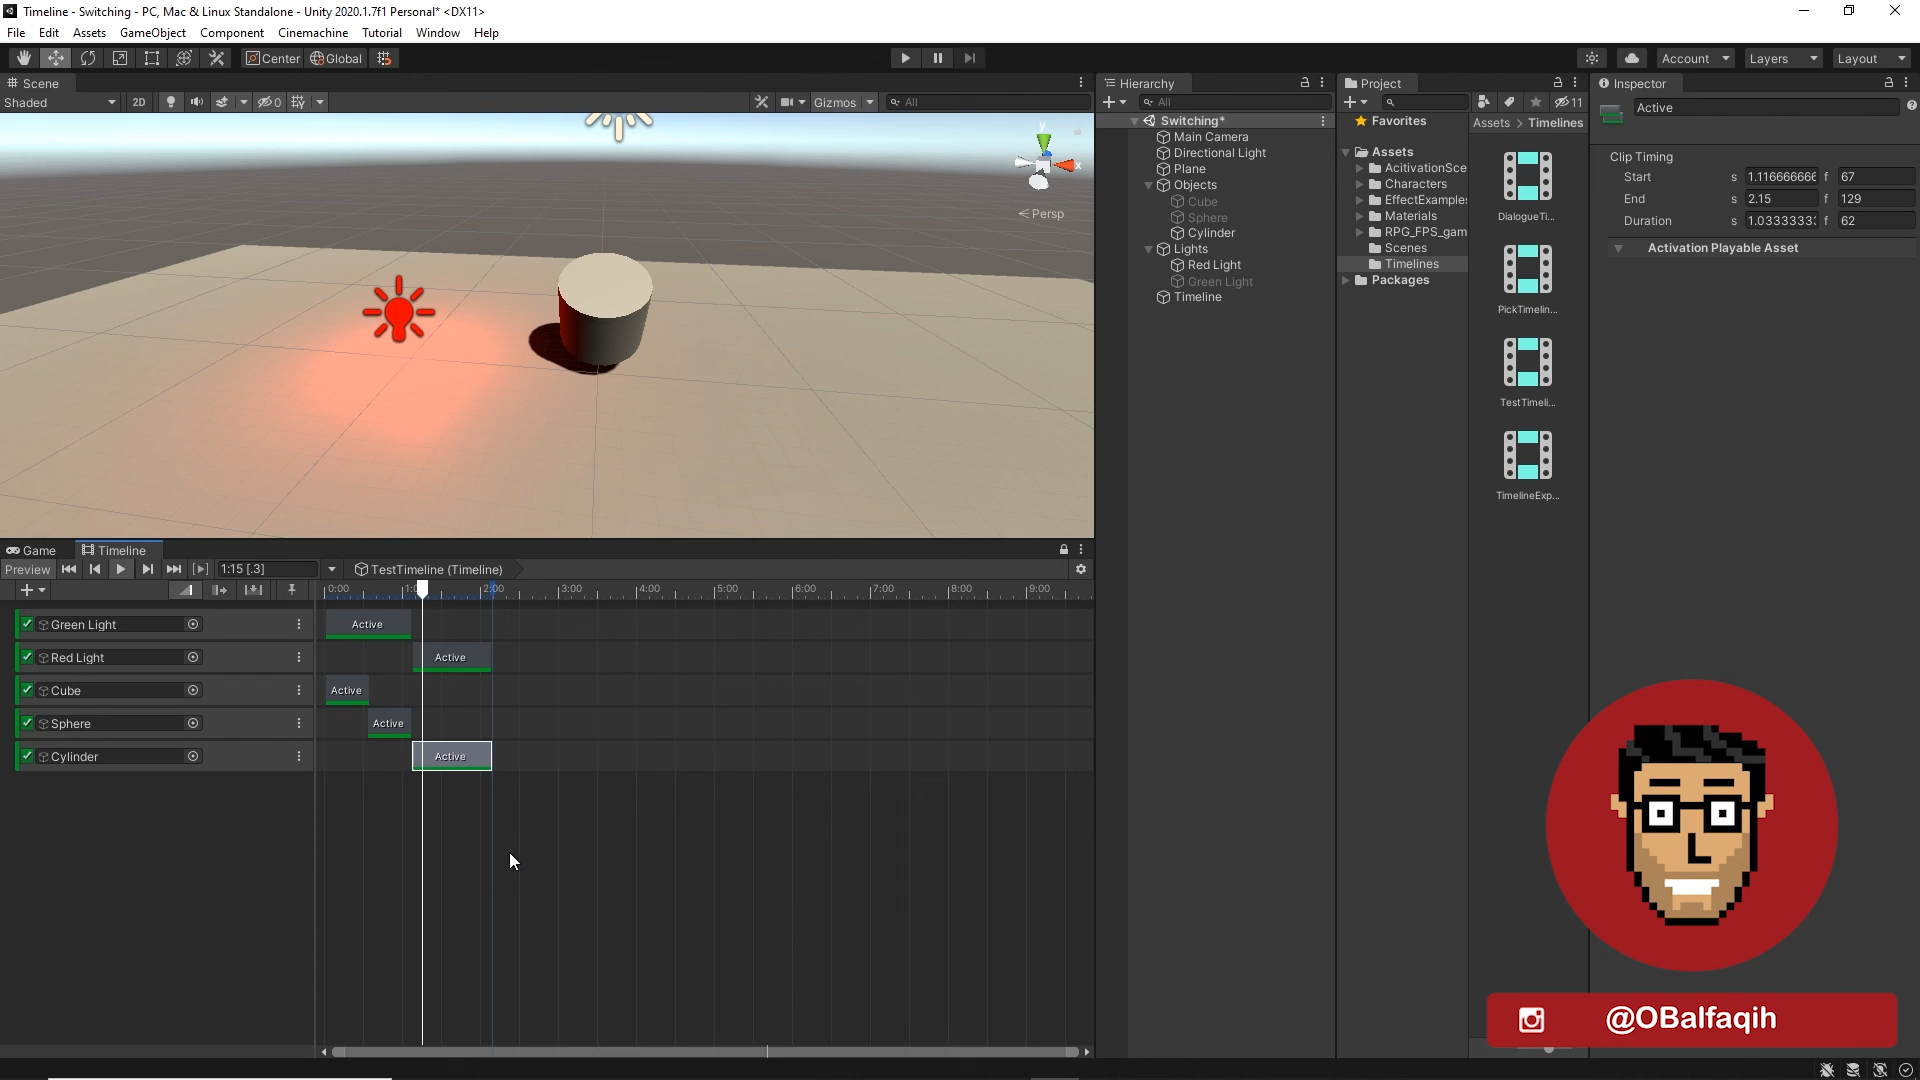 Timeline - Switching - PC, Mac & Linux Standalone - Unity 2020.1.7f1 Personal* <DX11>
File Edit Assets GameObject Component Cinemachine Tutorial Window Help
Center Global Account Layers Layout
Scene
Shaded 2D 0 Gizmos All
y
x
Persp
Hierarchy
All
Switching*
Main Camera
Directional Light
Plane
Objects
Cube
Sphere
Cylinder
Lights
Red Light
Green Light
Timeline
Project
11
Favorites
Assets
AcitivationSce
Characters
EffectExamples
Materials
RPG_FPS_gam
Scenes
Timelines
Packages
Assets > Timelines
DialogueTi...
PickTimelin...
TestTimeli...
TimelineExp...
Inspector
Active
Clip Timing
Start s 1.116666666 f 67
End s 2.15 f 129
Duration s 1.03333333 f 62
Activation Playable Asset
Game Timeline
Preview 1:15 [.3] TestTimeline (Timeline)
0:00 2:00 3:00 4:00 5:00 6:00 7:00 8:00 9:00
Green Light Active
Red Light Active
Cube Active
Sphere Active
Cylinder Active
@OBalfaqih